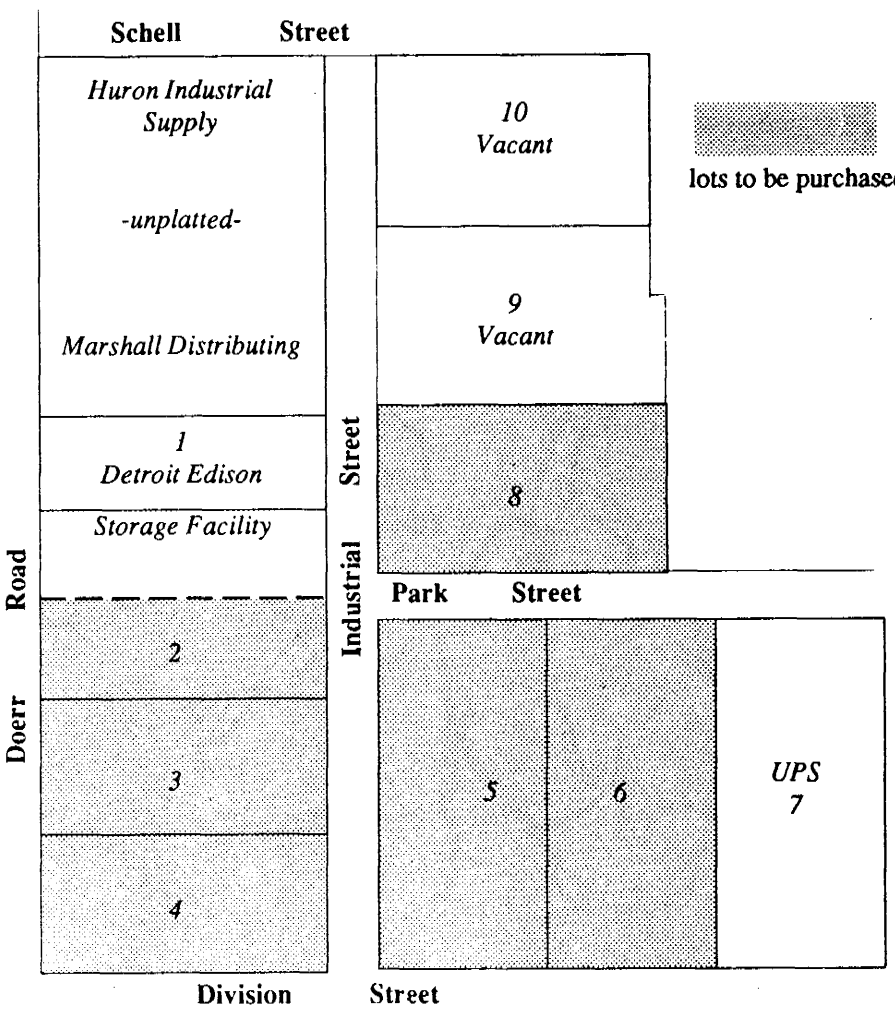 Schell Street
Huron Industrial
Supply
-unplatted-
Marshall Distributing
1
Detroit Edison
Storage Facility
2
3
4
Doerr Road
Industrial Street
10
Vacant
9
Vacant
8
lots to be purchased
Park Street
5
6
UPS
7
Division Street